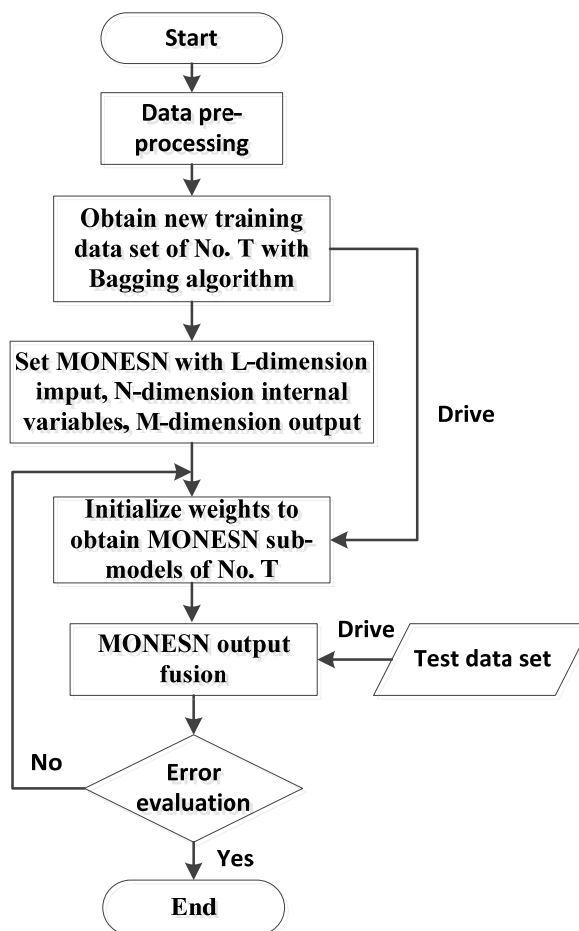 Start
Data pre-
processing
Obtain new training
data set of No. T with
Bagging algorithm
Set MONESN with L-dimension
imput, N-dimension internal
variables, M-dimension output
Drive
Initialize weights to
obtain MONESN sub-
models of No. T
MONESN output
fusion
Drive
Test data set
No
Error
evaluation
Yes
End